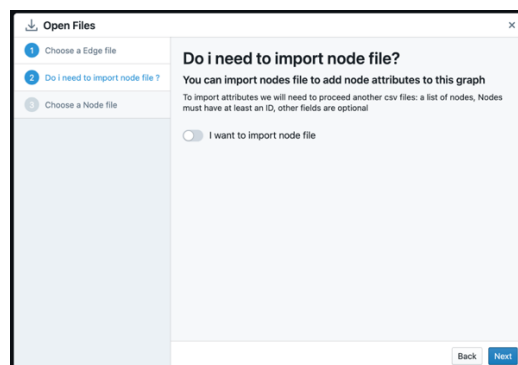 Open Files
×
1 Choose a Edge file
2 Do i need to import node file ?
3 Choose a Node file
Do i need to import node file?
You can import nodes file to add node attributes to this graph
To import attributes we will need to proceed another csv files: a list of nodes, Nodes
must have at least an ID, other fields are optional
I want to import node file
Back Next